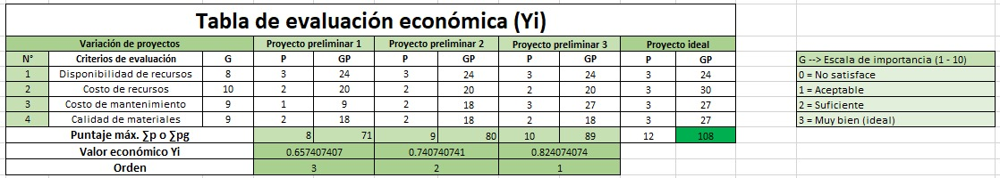 Tabla de evaluación económica (Yi)
Variación de proyectos Proyecto preliminar 1 Proyecto preliminar 2 Proyecto preliminar 3 Proyecto ideal
N° Criterios de evaluación G P GP P GP P GP P GP
1 Disponibilidad de recursos 8 3 24 3 24 3 24 3 24
2 Costo de recursos 10 2 20 2 20 2 20 3 30
3 Costo de mantenimiento 9 1 9 2 18 3 27 3 27
4 Calidad de materiales 9 2 18 2 18 2 18 3 27
Puntaje máx. ∑p o ∑pg 8 71 9 80 10 89 12 108
Valor económico Yi 0.657407407 0.740740741 0.824074074
Orden 3 2 1
G --> Escala de importancia (1 - 10)
0 = No satisface
1 = Aceptable
2 = Suficiente
3 = Muy bien (ideal)